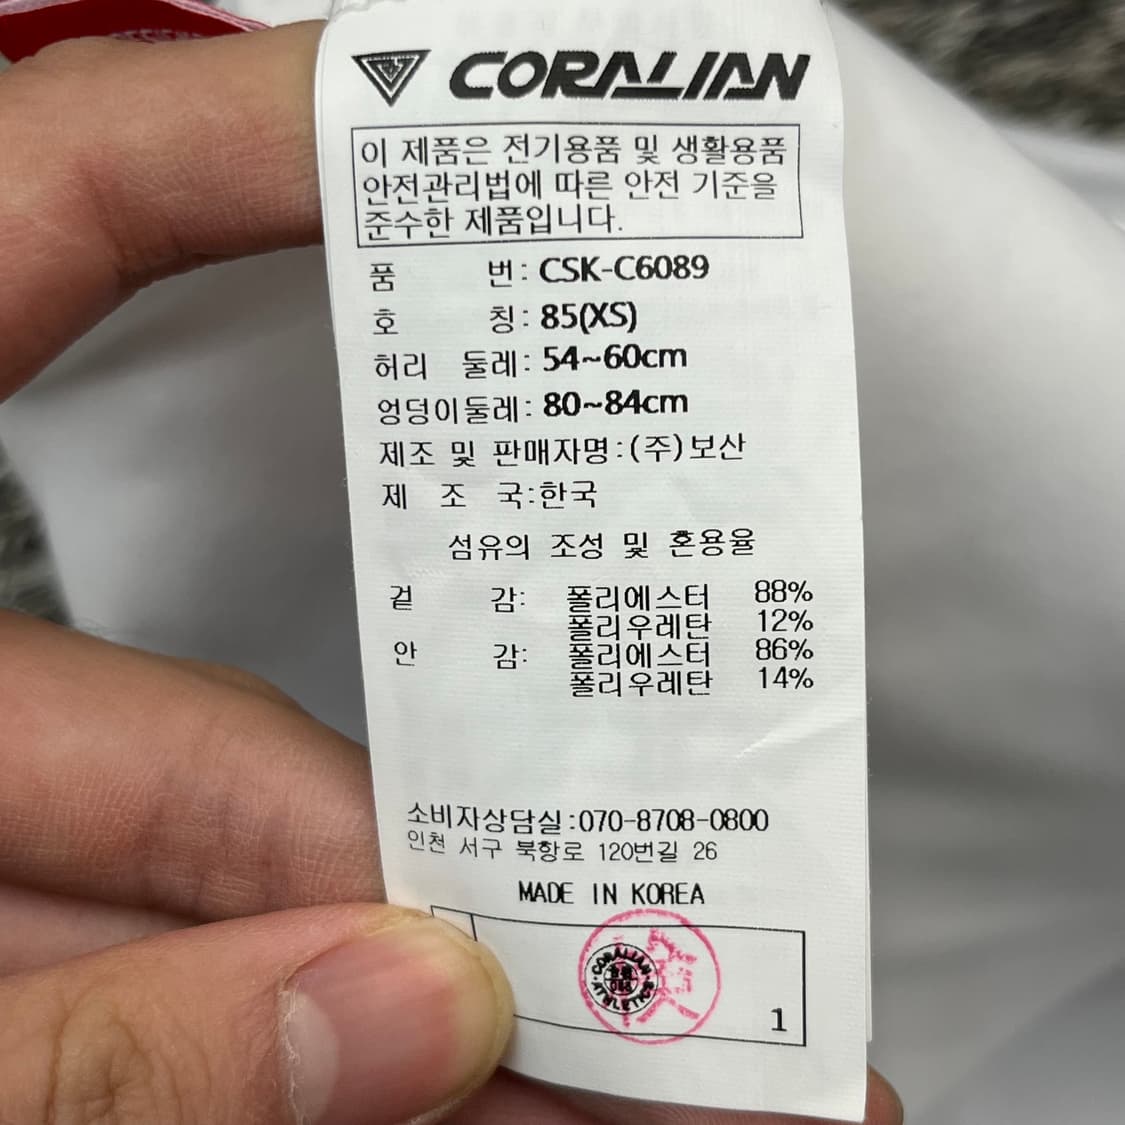 CORALIAN
이 제품은 전기용품 및 생활용품
안전관리법에 따른 안전 기준을
준수한 제품입니다.
품 번: CSK-C6089
호 칭: 85(XS)
허리 둘레: 54~60cm
엉덩이둘레: 80~84cm
제조 및 판매자명:(주)보산
제 조 국:한국
섬유의 조성 및 혼용율
겉 감: 폴리에스터 88%
폴리우레탄 12%
안 감: 폴리에스터 86%
폴리우레탄 14%
소비자상담실:070-8708-0800
인천 서구 북항로 120번길 26
MADE IN KOREA
CORALIAN
ATHLETICS
1